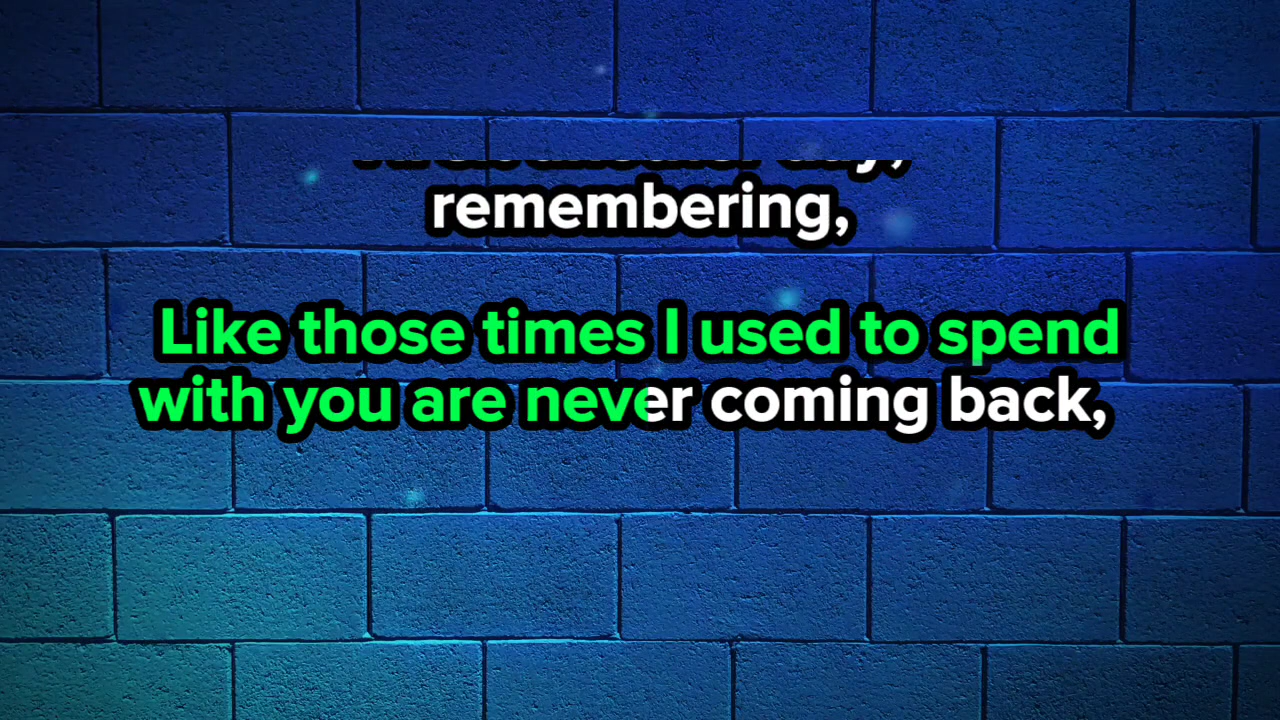 remembering,
Like those times I used to spend
with you are never coming back,